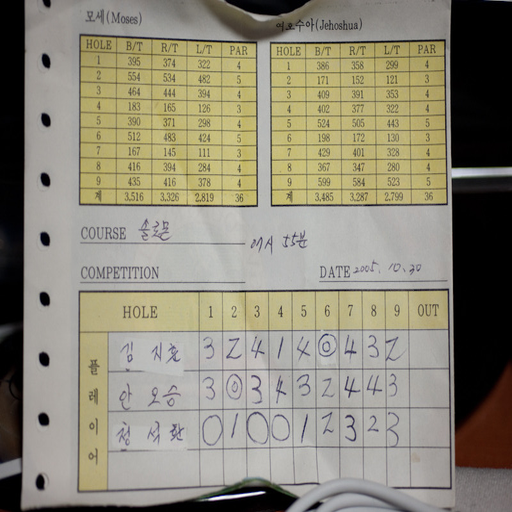 모세(Moses)
HOLE B/T R/T L/T PAR
1 395 374 322 4
2 554 534 482 5
3 464 444 394 4
4 183 165 126 3
5 390 371 298 4
6 512 483 424 5
7 167 145 111 3
8 416 394 284 4
9 435 416 378 4
계 3,516 3,326 2,819 36
여호수아(Jehoshua)
HOLE B/T R/T L/T PAR
1 386 358 299 4
2 171 152 121 3
3 409 391 353 4
4 402 377 322 4
5 524 505 443 5
6 198 172 130 3
7 429 401 328 4
8 367 347 280 4
9 599 584 523 5
계 3,485 3,287 2,799 36
COURSE 솔로몬 에서 55분
COMPETITION DATE 2005. 10. 30
HOLE 1 2 3 4 5 6 7 8 9 OUT
플레이어
김 지호 3 2 4 1 4 0 4 3 2
안 오승 3 0 3 4 3 2 4 4 3
정 석환 0 1 0 0 1 2 3 2 3